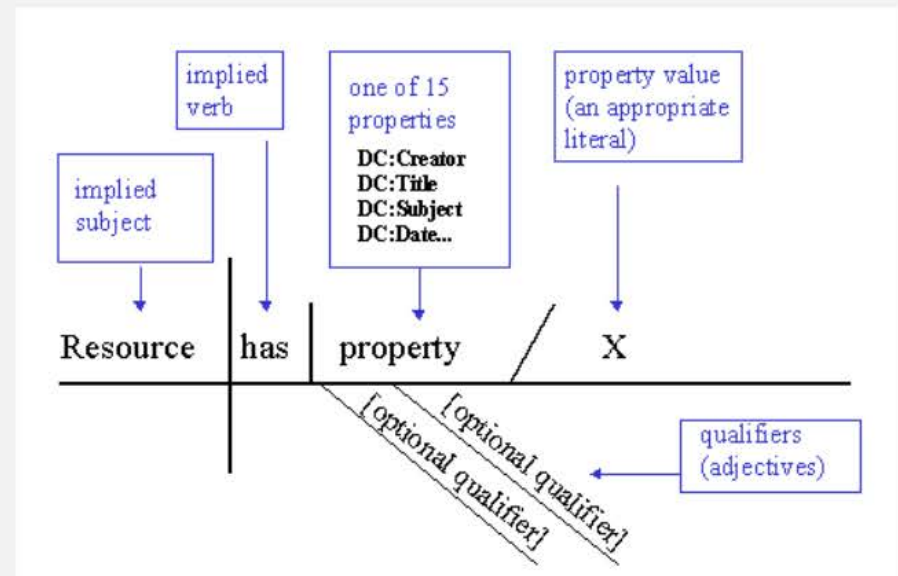 implied
verb
one of 15
properties
DC:Creator
DC:Title
DC:Subject
DC:Date...
property value
(an appropriate
literal)
implied
subject
Resource has property X
[optional qualifier]
[optional qualifier]
qualifiers
(adjectives)